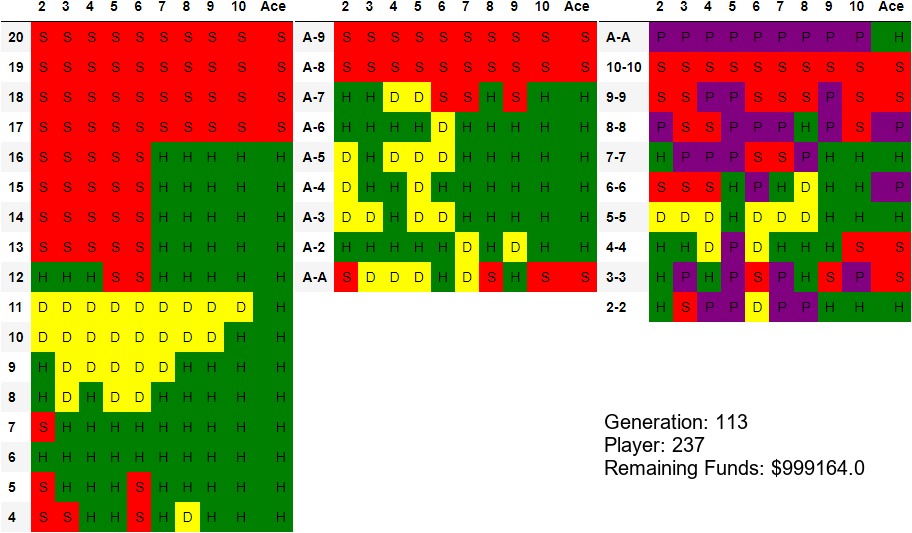 2 3 4 5 6 7 8 9 10 Ace
20 S S S S S S S S S S
19 S S S S S S S S S S
18 S S S S S S S S S S
17 S S S S S S S S S S
16 S S S S S H H H H H
15 S S S S S H H H H H
14 S S S S S H H H H H
13 S S S S S H H H H H
12 H H H S S H H H H H
11 D D D D D D D D D H
10 D D D D D D D D H H
9 H D D D D D H H H H
8 H D H D D H H H H H
7 S H H H H H H H H H
6 H H H H H H H H H H
5 S H H H S H H H H H
4 S S H H S H D H H H
2 3 4 5 6 7 8 9 10 Ace
A-9 S S S S S S S S S S
A-8 S S S S S S S S S S
A-7 H H D D S S H S H H
A-6 H H H H D H H H H H
A-5 D H D D D H H H H H
A-4 D H H D H H H H H H
A-3 D D H D D H H H H H
A-2 H H H H H D H D H H
A-A S D D D H D S H S S
2 3 4 5 6 7 8 9 10 Ace
A-A P P P P P P P P P H
10-10 S S S S S S S S S S
9-9 S S P P S S S P S S
8-8 P S S P P P H P S P
7-7 H P P P S S P H H H
6-6 S S S H P H D H H P
5-5 D D D H D D D H H H
4-4 H H D P D H H H S S
3-3 H P H P S P H S P S
2-2 H S P P D P P H H H
Generation: 113
Player: 237
Remaining Funds: $999164.0